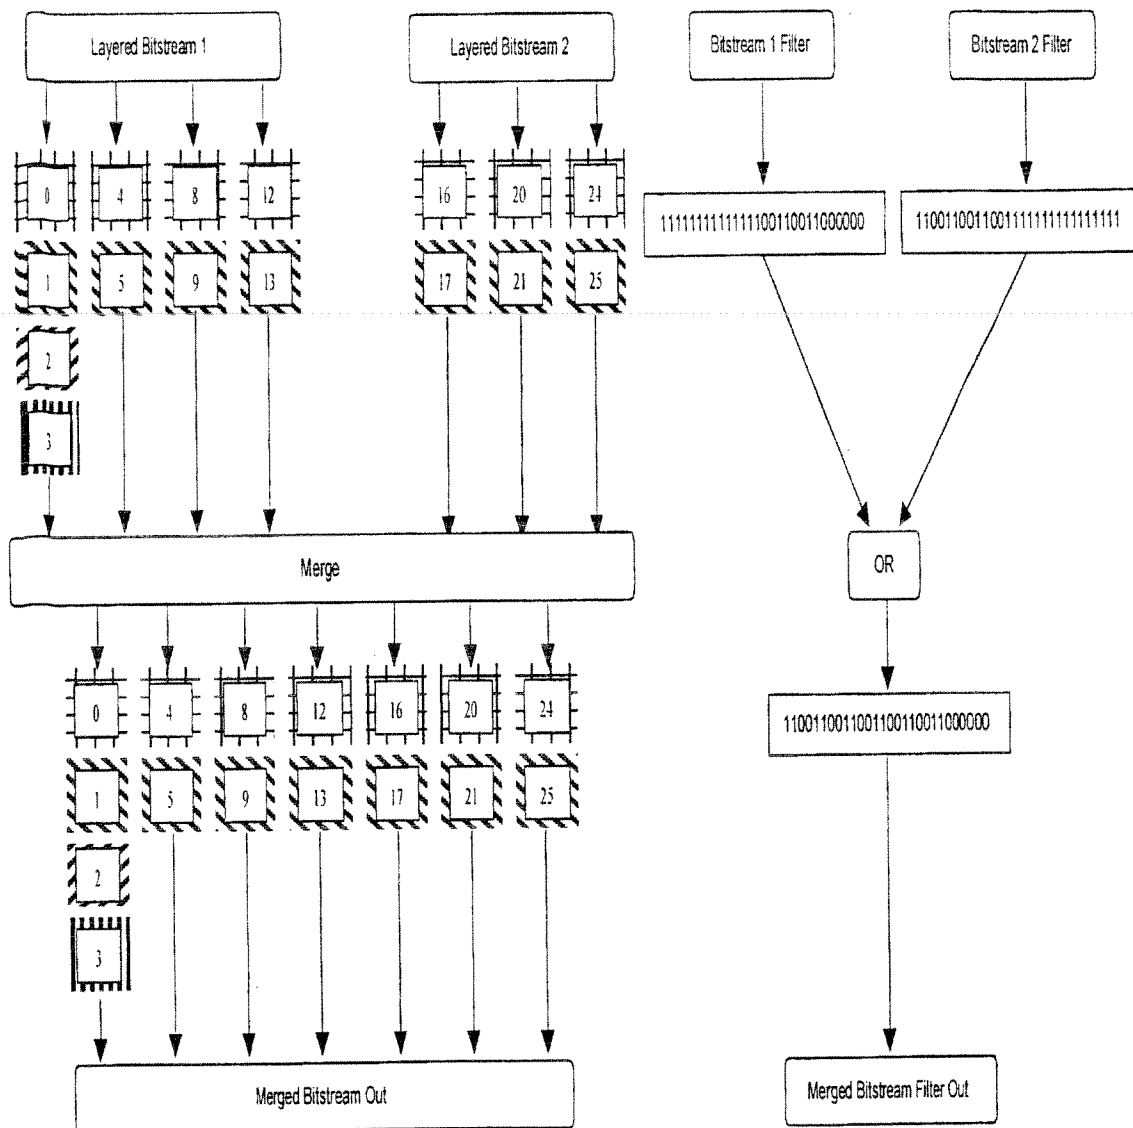 Layered Bitstream 1
Layered Bitstream 2
Bitstream 1 Filter
Bitstream 2 Filter
0 4 8 12 16 20 24
1111111111111100110011000000
1100110011001111111111111111
1 5 9 13 17 21 25
2
3
Merge
OR
0 4 8 12 16 20 24
1100110011001100110011000000
1 5 9 13 17 21 25
2
3
Merged Bitstream Out
Merged Bitstream Filter Out